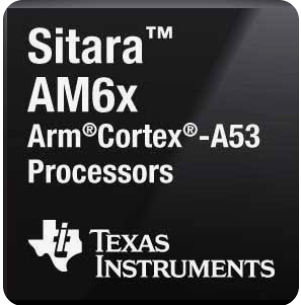 Sitara™
AM6x
Arm®Cortex®-A53
Processors
TEXAS
INSTRUMENTS